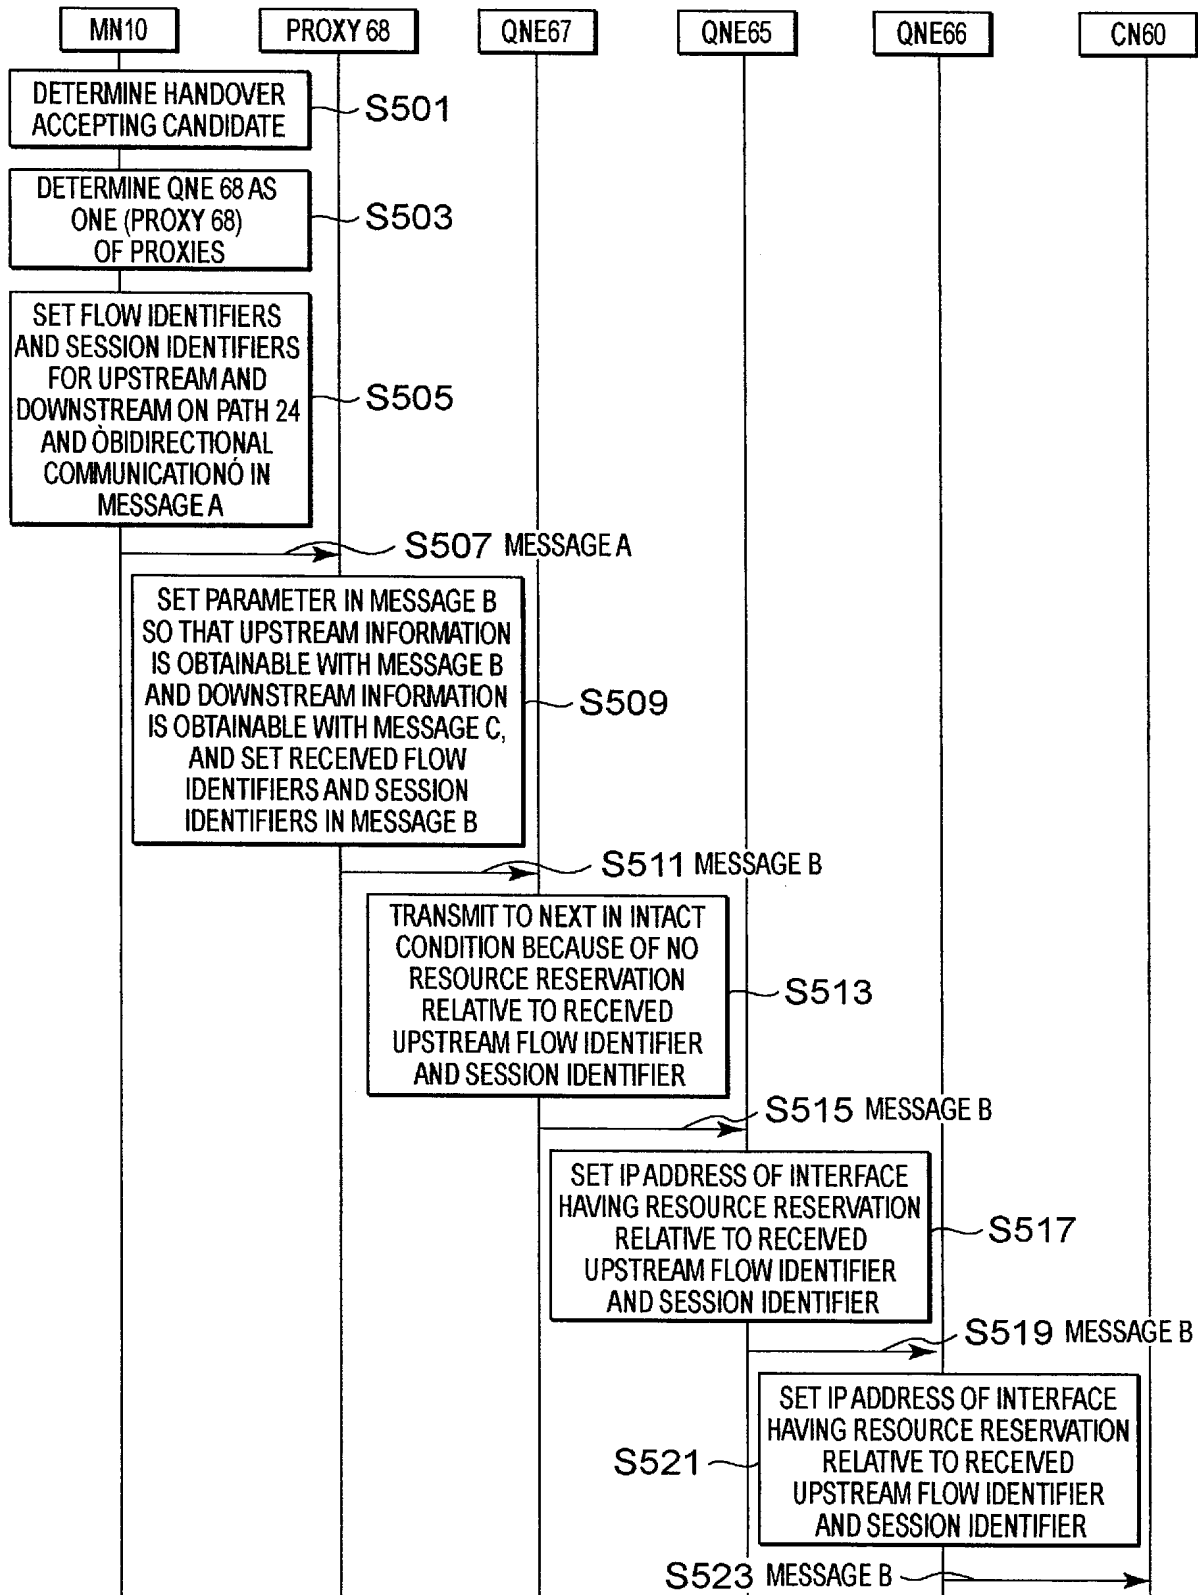 MN10
PROXY 68
QNE67
QNE65
QNE66
CN60
DETERMINE HANDOVER
ACCEPTING CANDIDATE
S501
DETERMINE QNE 68 AS
ONE (PROXY 68)
OF PROXIES
S503
SET FLOW IDENTIFIERS
AND SESSION IDENTIFIERS
FOR UPSTREAM AND
DOWNSTREAM ON PATH 24
AND ÒBIDIRECTIONAL
COMMUNICATIONÓ IN
MESSAGE A
S505
S507 MESSAGE A
SET PARAMETER IN MESSAGE B
SO THAT UPSTREAM INFORMATION
IS OBTAINABLE WITH MESSAGE B
AND DOWNSTREAM INFORMATION
IS OBTAINABLE WITH MESSAGE C,
AND SET RECEIVED FLOW
IDENTIFIERS AND SESSION
IDENTIFIERS IN MESSAGE B
S509
S511 MESSAGE B
TRANSMIT TO NEXT IN INTACT
CONDITION BECAUSE OF NO
RESOURCE RESERVATION
RELATIVE TO RECEIVED
UPSTREAM FLOW IDENTIFIER
AND SESSION IDENTIFIER
S513
S515 MESSAGE B
SET IP ADDRESS OF INTERFACE
HAVING RESOURCE RESERVATION
RELATIVE TO RECEIVED
UPSTREAM FLOW IDENTIFIER
AND SESSION IDENTIFIER
S517
S519 MESSAGE B
SET IP ADDRESS OF INTERFACE
HAVING RESOURCE RESERVATION
RELATIVE TO RECEIVED
UPSTREAM FLOW IDENTIFIER
AND SESSION IDENTIFIER
S521
S523 MESSAGE B